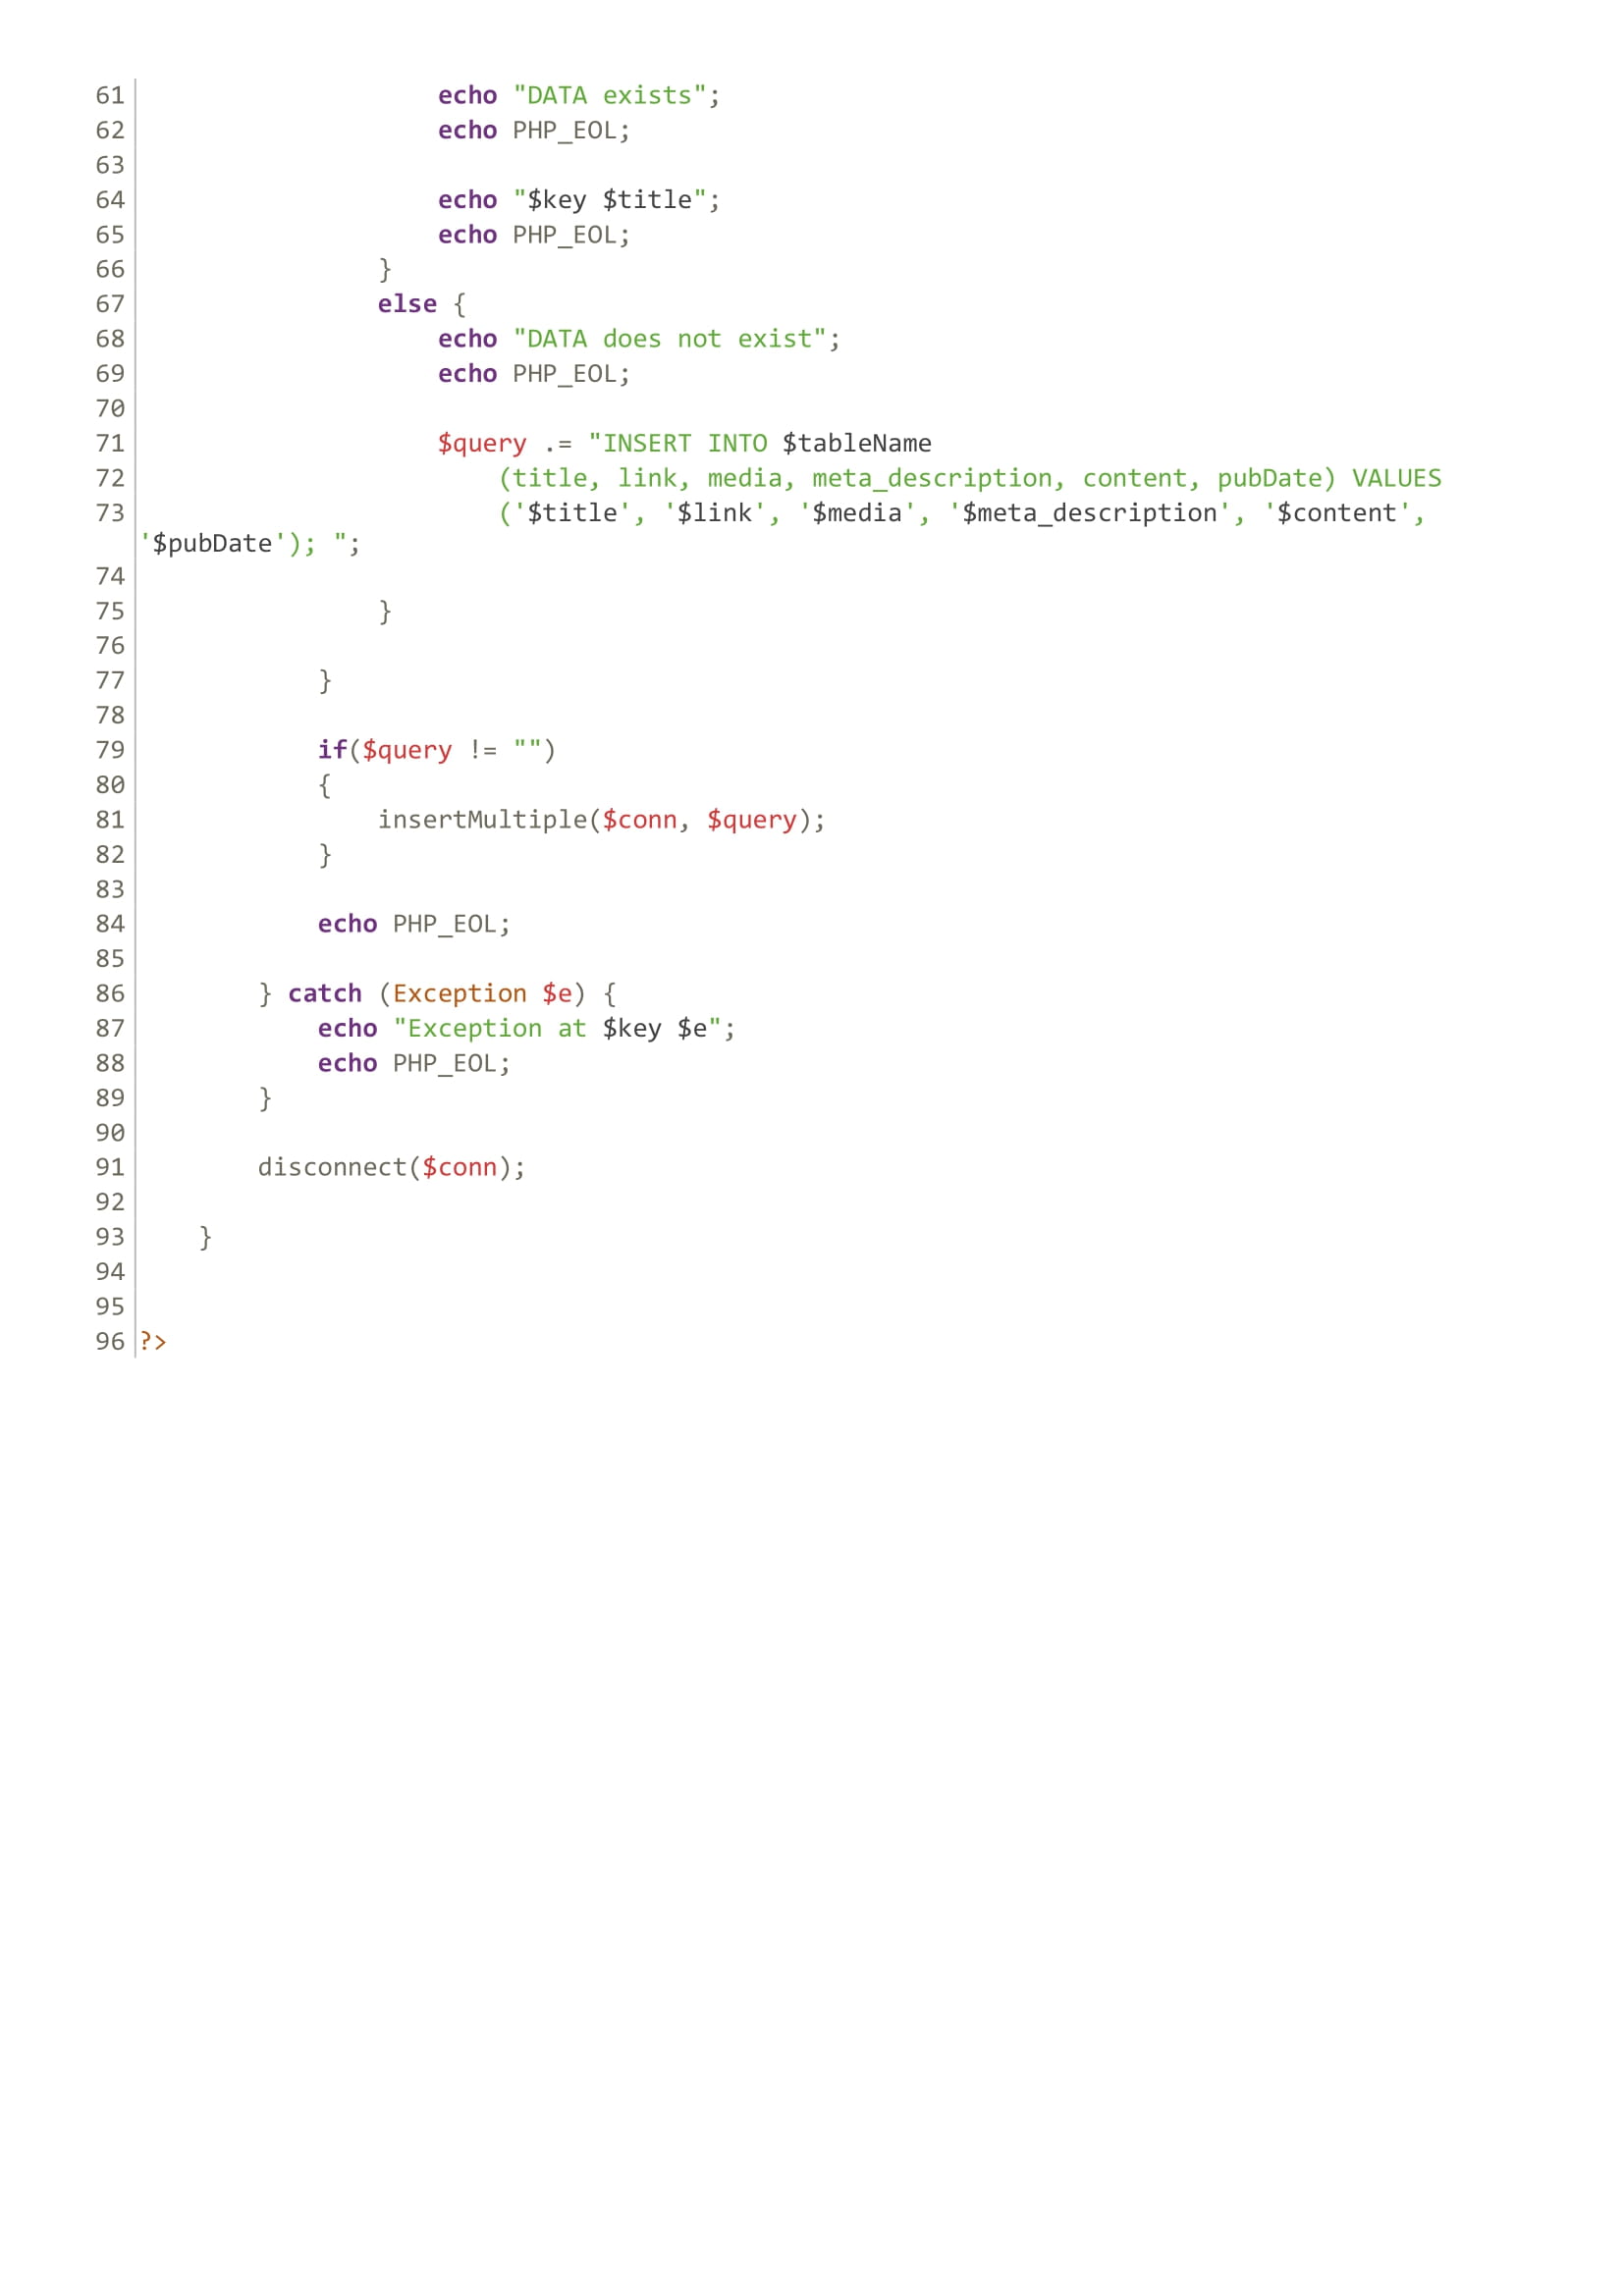 61                     echo "DATA exists";
62                     echo PHP_EOL;
63
64                     echo "$key $title";
65                     echo PHP_EOL;
66                 }
67                 else {
68                     echo "DATA does not exist";
69                     echo PHP_EOL;
70
71                     $query .= "INSERT INTO $tableName
72                         (title, link, media, meta_description, content, pubDate) VALUES
73                         ('$title', '$link', '$media', '$meta_description', '$content',
'$pubDate'); ";
74
75                 }
76
77             }
78
79             if($query != "")
80             {
81                 insertMultiple($conn, $query);
82             }
83
84             echo PHP_EOL;
85
86         } catch (Exception $e) {
87             echo "Exception at $key $e";
88             echo PHP_EOL;
89         }
90
91         disconnect($conn);
92
93     }
94
95
96 ?>